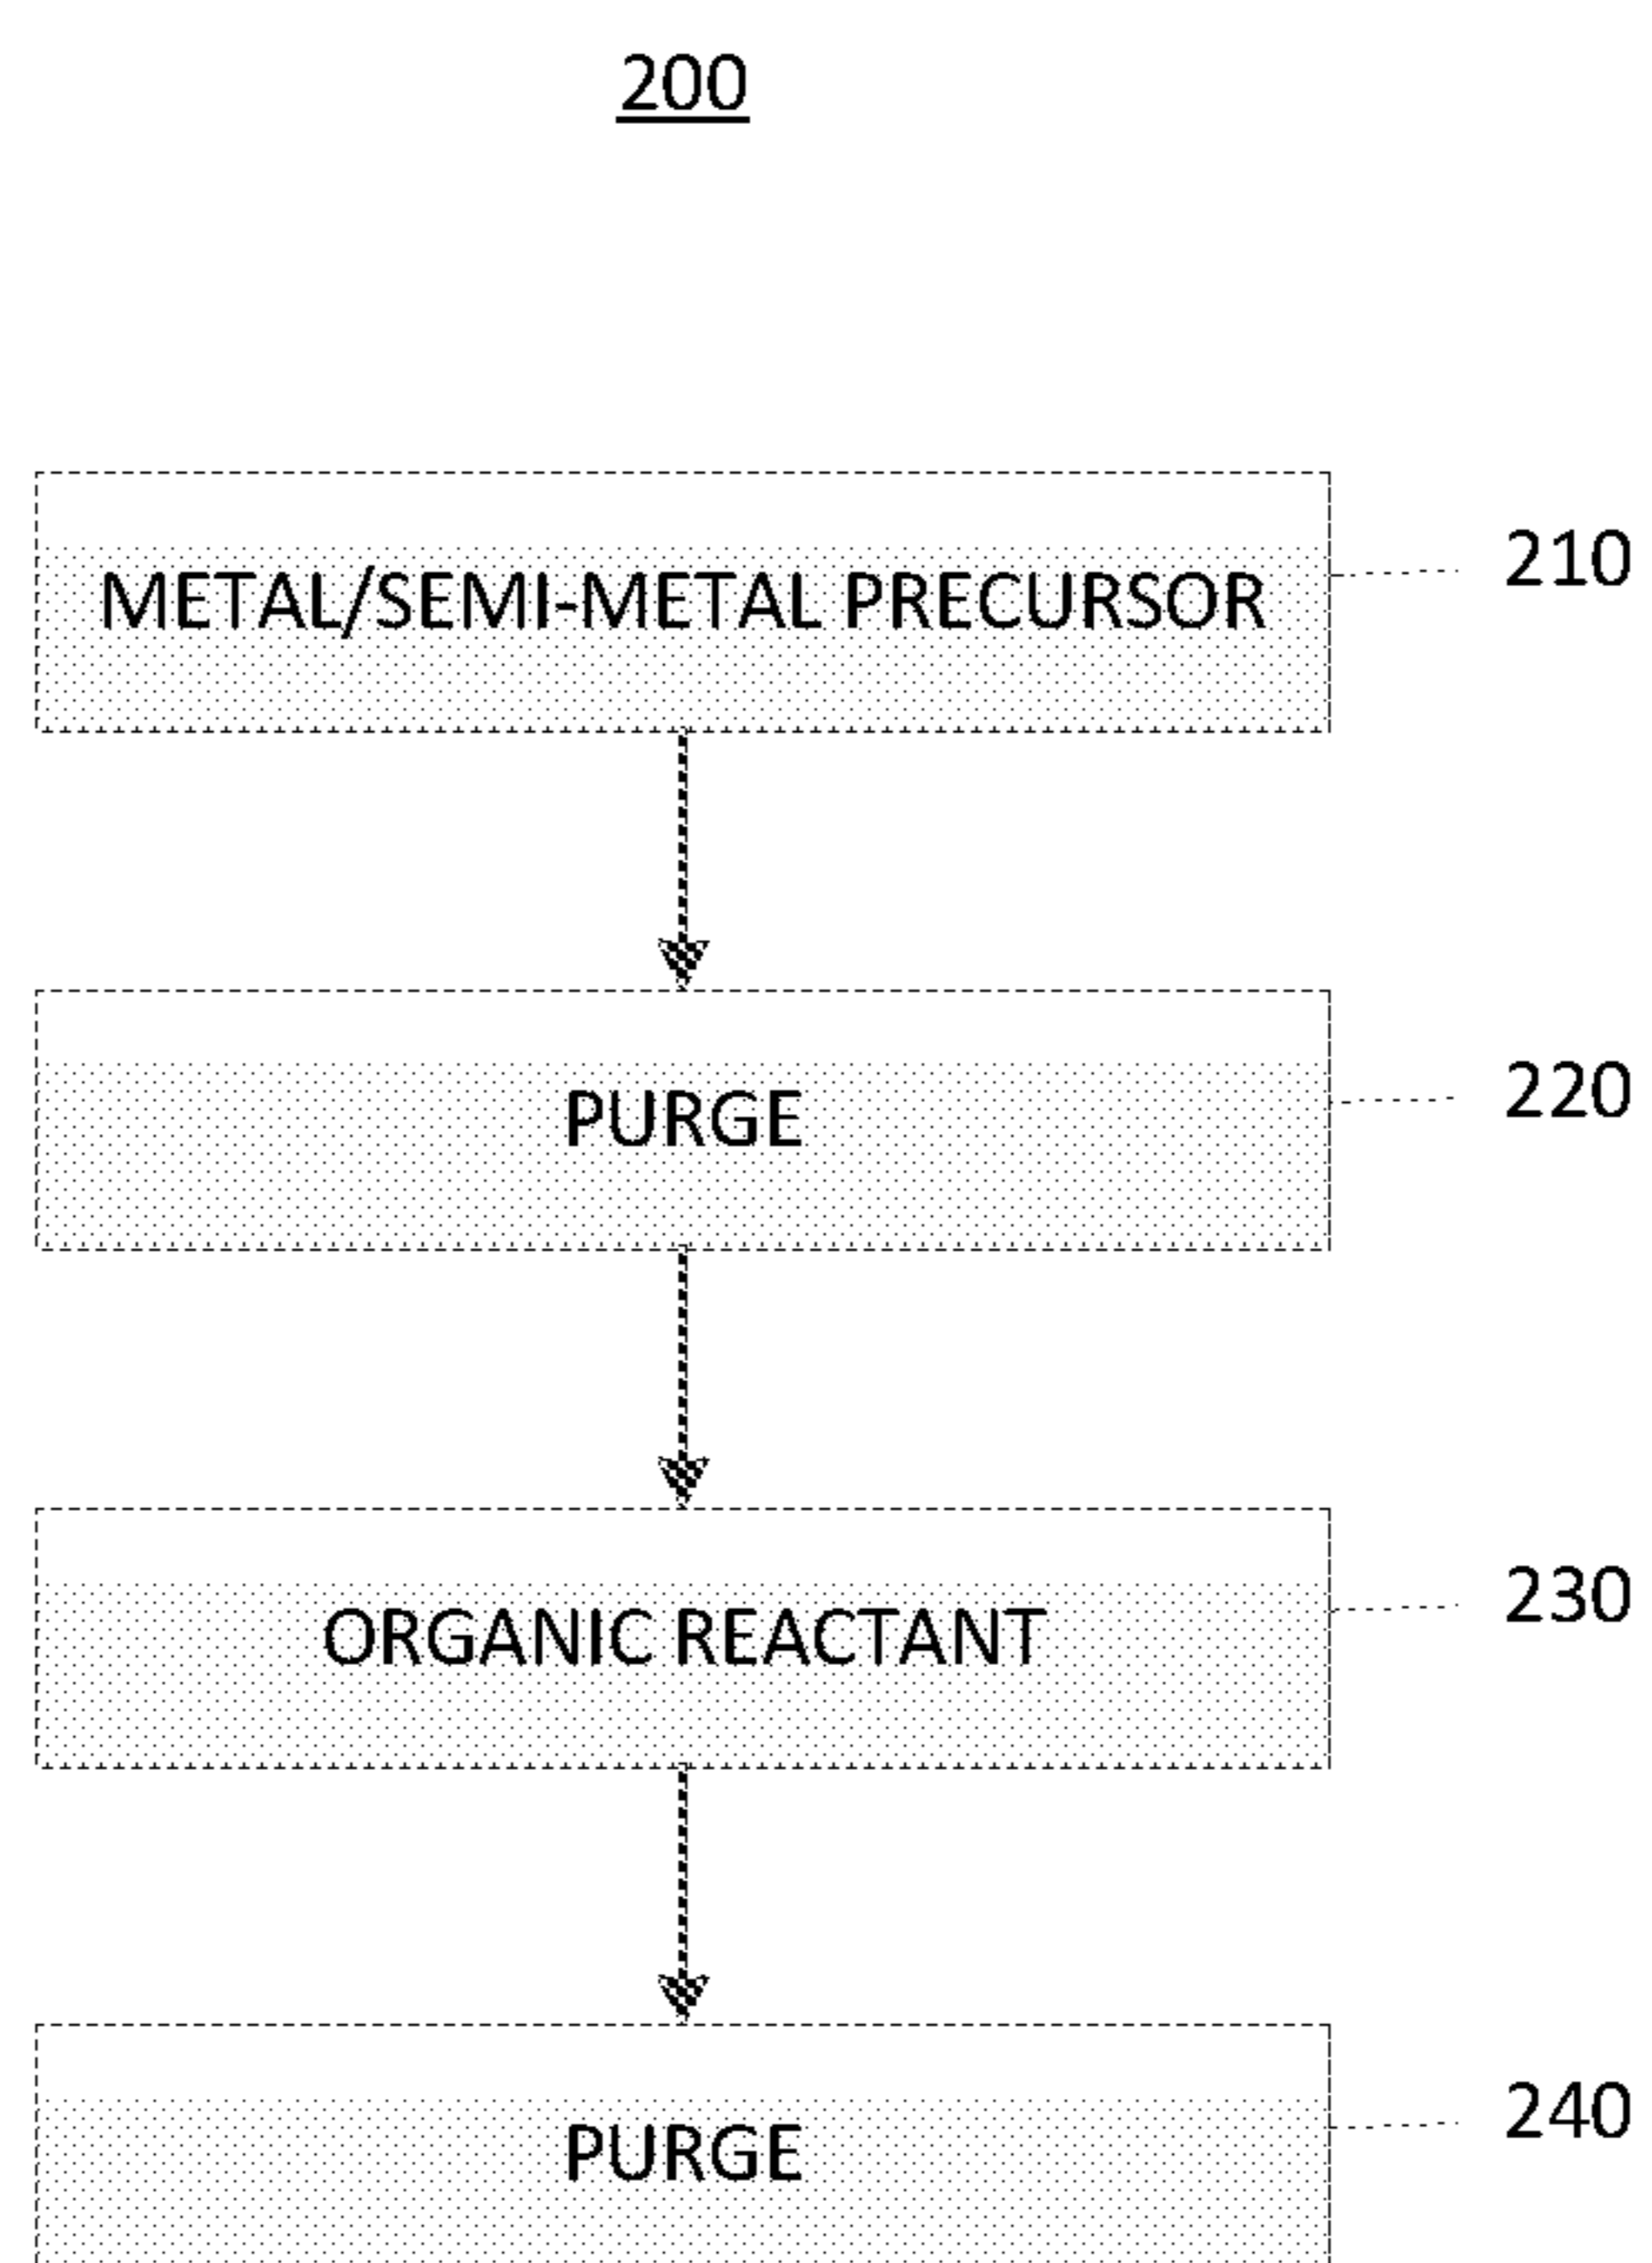 200
METAL/SEMI-METAL PRECURSOR
210
PURGE
220
ORGANIC REACTANT
230
PURGE
240